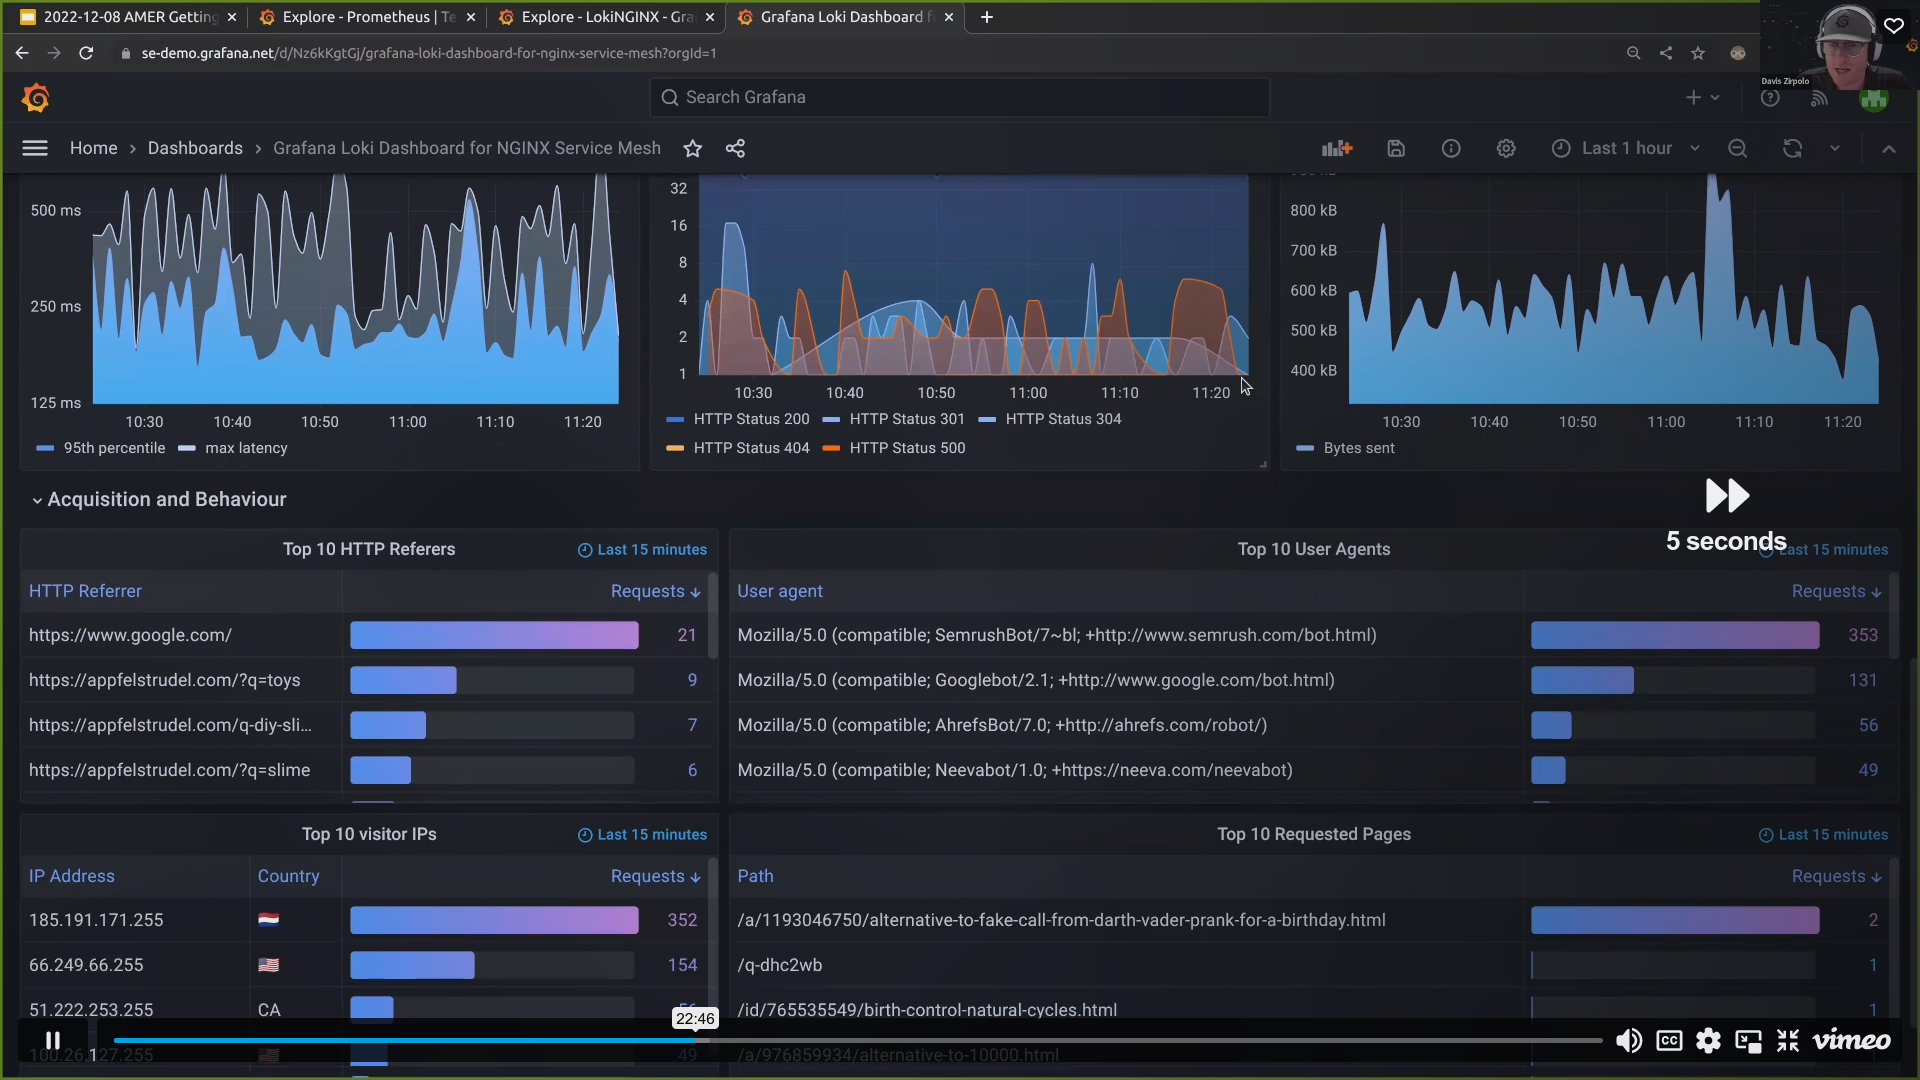 2022-12-08 AMER Getting
Explore - Prometheus | Te
Explore - LokiNGINX - Gra
Grafana Loki Dashboard f
se-demo.grafana.net/d/Nz6kKgtGj/grafana-loki-dashboard-for-nginx-service-mesh?orgId=1
Davis Zirpolo
Search Grafana
Home › Dashboards › Grafana Loki Dashboard for NGINX Service Mesh
Last 1 hour
500 ms
250 ms
125 ms
10:30 10:40 10:50 11:00 11:10 11:20
95th percentile max latency
32
16
8
4
2
1
10:30 10:40 10:50 11:00 11:10 11:20
HTTP Status 200 HTTP Status 301 HTTP Status 304
HTTP Status 404 HTTP Status 500
800 kB
700 kB
600 kB
500 kB
400 kB
10:30 10:40 10:50 11:00 11:10 11:20
Bytes sent
Acquisition and Behaviour
5 seconds
Top 10 HTTP Referers Last 15 minutes
HTTP Referrer Requests ↓
https://www.google.com/ 21
https://appfelstrudel.com/?q=toys 9
https://appfelstrudel.com/q-diy-sli... 7
https://appfelstrudel.com/?q=slime 6
Top 10 User Agents Last 15 minutes
User agent Requests ↓
Mozilla/5.0 (compatible; SemrushBot/7~bl; +http://www.semrush.com/bot.html) 353
Mozilla/5.0 (compatible; Googlebot/2.1; +http://www.google.com/bot.html) 131
Mozilla/5.0 (compatible; AhrefsBot/7.0; +http://ahrefs.com/robot/) 56
Mozilla/5.0 (compatible; Neevabot/1.0; +https://neeva.com/neevabot) 49
Top 10 visitor IPs Last 15 minutes
IP Address Country Requests ↓
185.191.171.255 352
66.249.66.255 154
51.222.253.255 CA 56
100.26.127.255 49
Top 10 Requested Pages Last 15 minutes
Path Requests ↓
/a/1193046750/alternative-to-fake-call-from-darth-vader-prank-for-a-birthday.html 2
/q-dhc2wb 1
/id/765535549/birth-control-natural-cycles.html 1
/a/976859934/alternative-to-10000.html 1
22:46
CC
vimeo